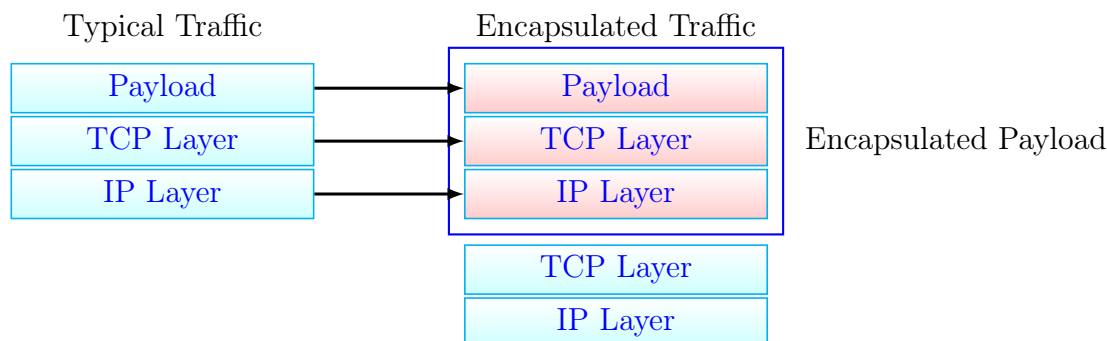 Typical Traffic
Encapsulated Traffic
Payload
Payload
TCP Layer
TCP Layer
Encapsulated Payload
IP Layer
IP Layer
TCP Layer
IP Layer